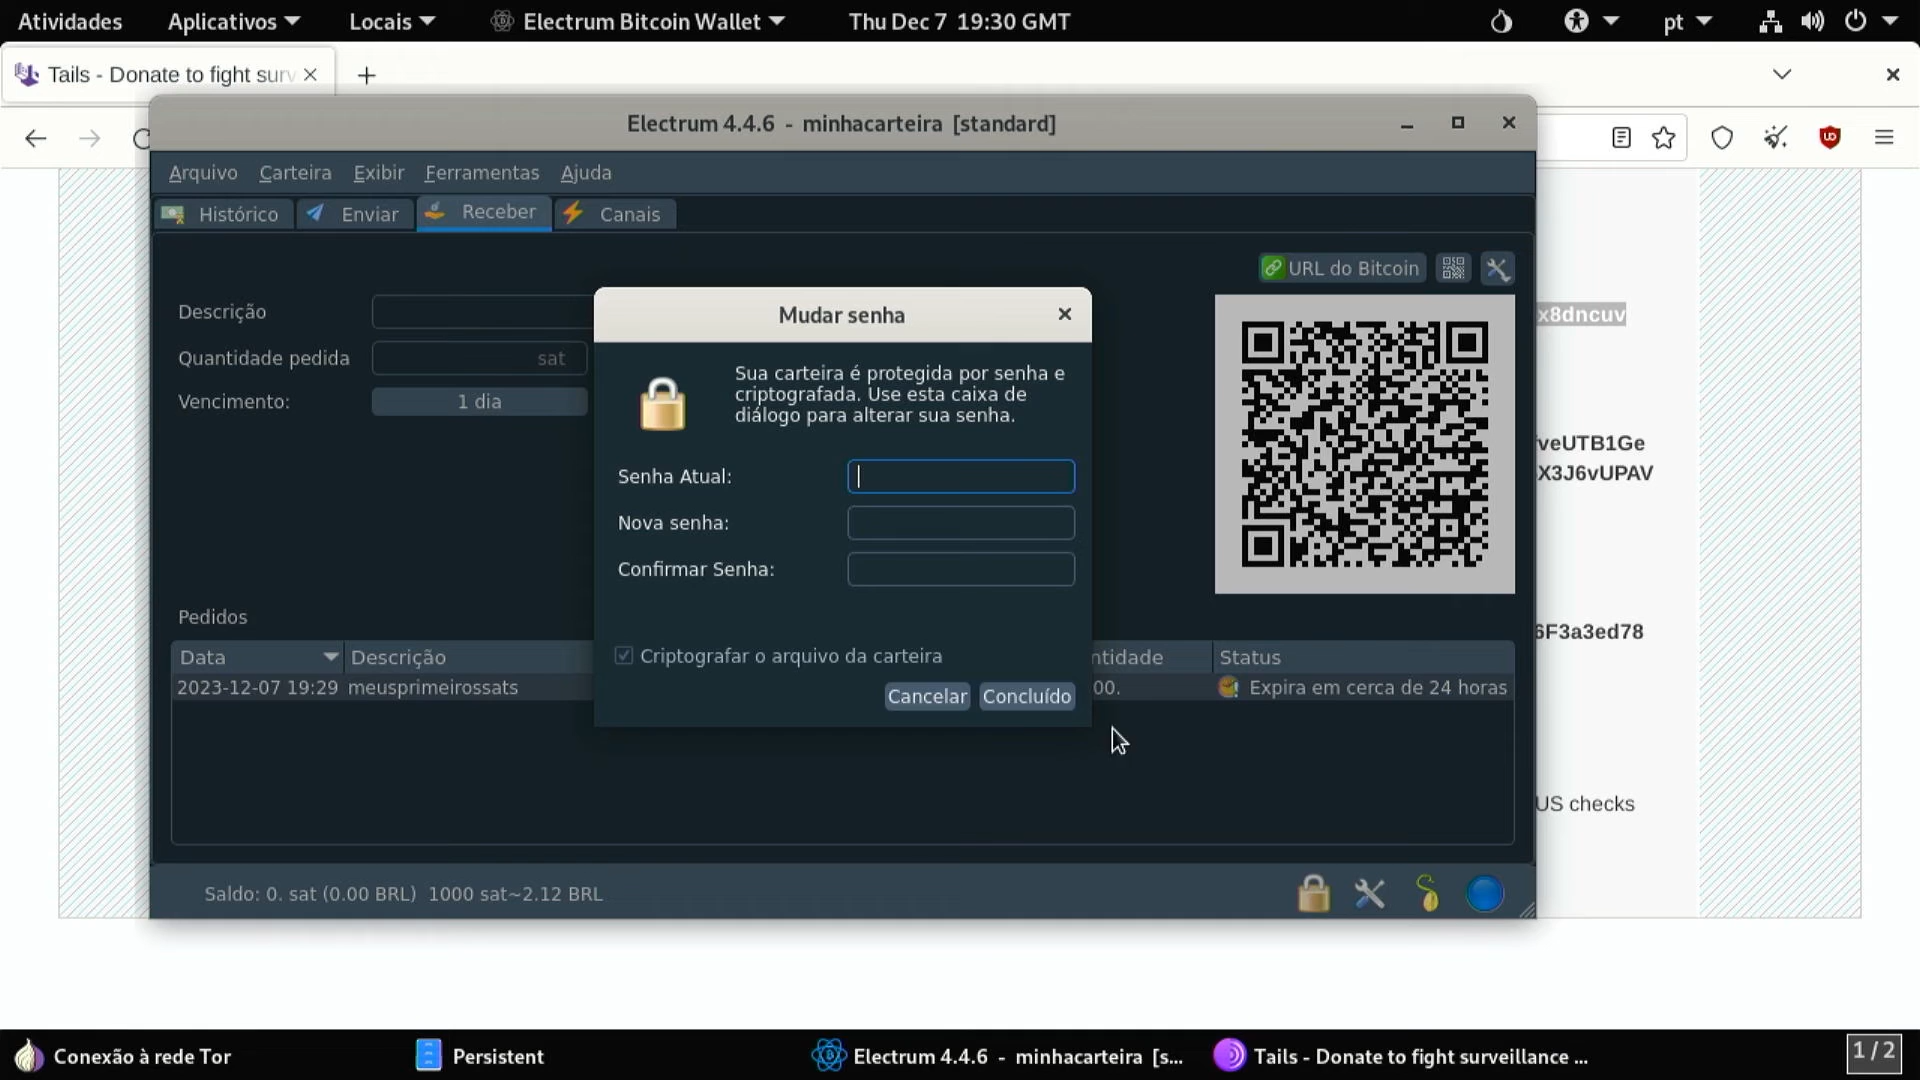 Atividades
Aplicativos
Locais
Electrum Bitcoin Wallet
Thu Dec 7 19:30 GMT
pt
Tails - Donate to fight surv
Electrum 4.4.6 - minhacarteira [standard]
Arquivo Carteira Exibir Ferramentas Ajuda
Histórico Enviar Receber Canais
URL do Bitcoin
Descrição
Quantidade pedida sat
Vencimento: 1 dia
Mudar senha
Sua carteira é protegida por senha e
criptografada. Use esta caixa de
diálogo para alterar sua senha.
Senha Atual:
Nova senha:
Confirmar Senha:
Criptografar o arquivo da carteira
Cancelar Concluído
x8dncuv
veUTB1Ge
X3J6vUPAV
6F3a3ed78
US checks
Pedidos
Data Descrição ntidade Status
2023-12-07 19:29 meusprimeirossats 00. Expira em cerca de 24 horas
Saldo: 0. sat (0.00 BRL) 1000 sat~2.12 BRL
Conexão à rede Tor
Persistent
Electrum 4.4.6 - minhacarteira [s...
Tails - Donate to fight surveillance ...
1 / 2